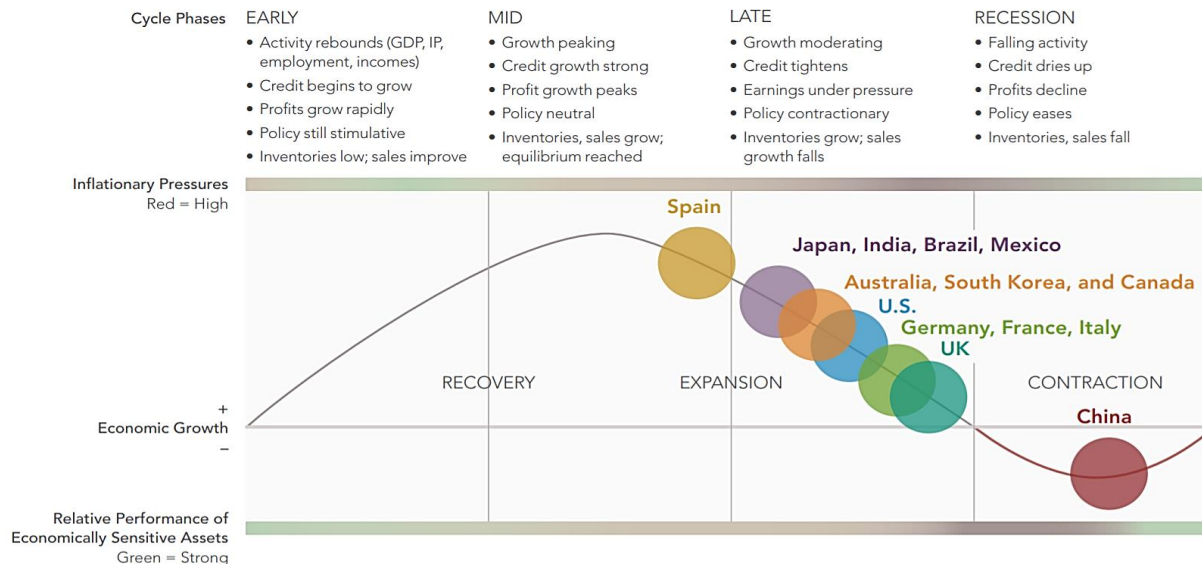 Cycle Phases
EARLY
• Activity rebounds (GDP, IP,
employment, incomes)
• Credit begins to grow
• Profits grow rapidly
• Policy still stimulative
• Inventories low; sales improve
MID
• Growth peaking
• Credit growth strong
• Profit growth peaks
• Policy neutral
• Inventories, sales grow;
equilibrium reached
LATE
• Growth moderating
• Credit tightens
• Earnings under pressure
• Policy contractionary
• Inventories grow; sales
growth falls
RECESSION
• Falling activity
• Credit dries up
• Profits decline
• Policy eases
• Inventories, sales fall
Inflationary Pressures
Red = High
Spain
Japan, India, Brazil, Mexico
Australia, South Korea, and Canada
U.S.
Germany, France, Italy
UK
RECOVERY
EXPANSION
CONTRACTION
+
Economic Growth
–
China
Relative Performance of
Economically Sensitive Assets
Green = Strong